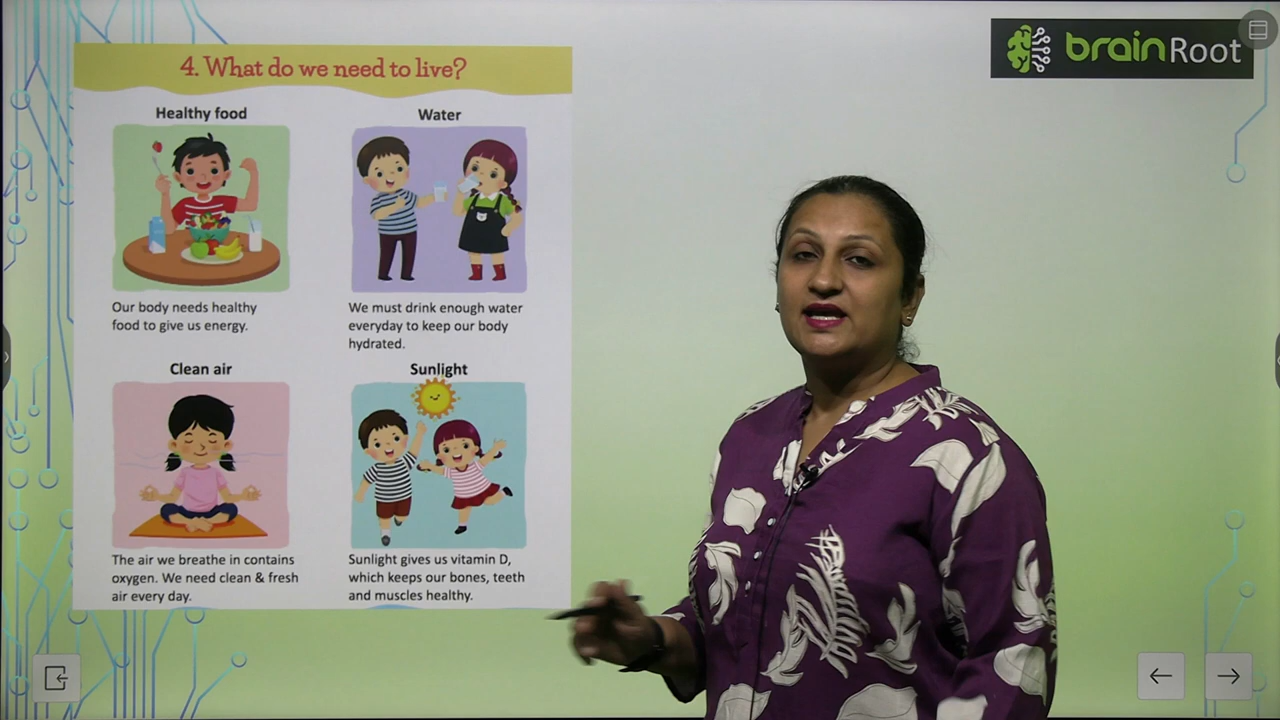 4. What do we need to live?
Healthy food
Our body needs healthy
food to give us energy.
Water
We must drink enough water
everyday to keep our body
hydrated.
Clean air
The air we breathe in contains
oxygen. We need clean & fresh
air every day.
Sunlight
Sunlight gives us vitamin D,
which keeps our bones, teeth
and muscles healthy.
brainRoot